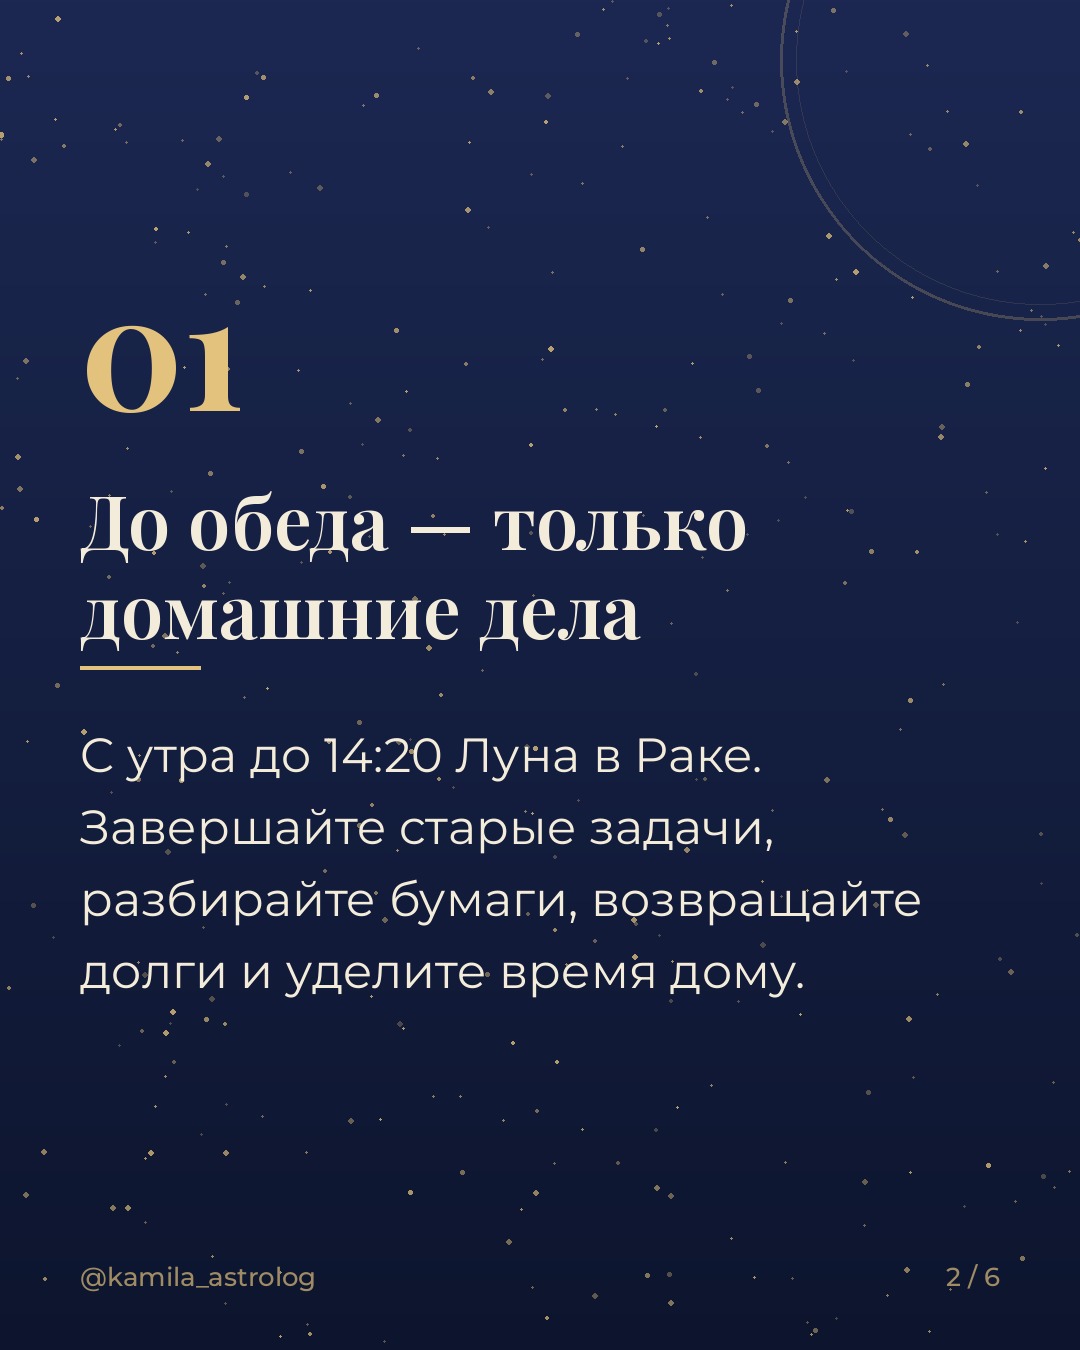 01
До обеда — только
домашние дела
С утра до 14:20 Луна в Раке.
Завершайте старые задачи,
разбирайте бумаги, возвращайте
долги и уделите время дому.
@kamila_astrolog
2 / 6